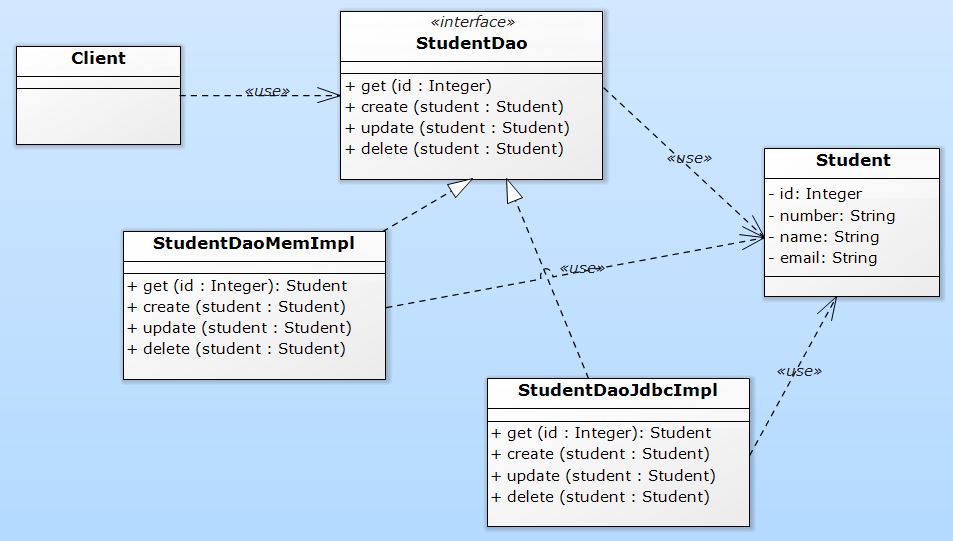 Client
«use»
«interface»
StudentDao
+ get (id : Integer)
+ create (student : Student)
+ update (student : Student)
+ delete (student : Student)
«use»
Student
- id: Integer
- number: String
- name: String
- email: String
StudentDaoMemImpl
+ get (id : Integer): Student
+ create (student : Student)
+ update (student : Student)
+ delete (student : Student)
«use»
StudentDaoJdbcImpl
+ get (id : Integer): Student
+ create (student : Student)
+ update (student : Student)
+ delete (student : Student)
«use»